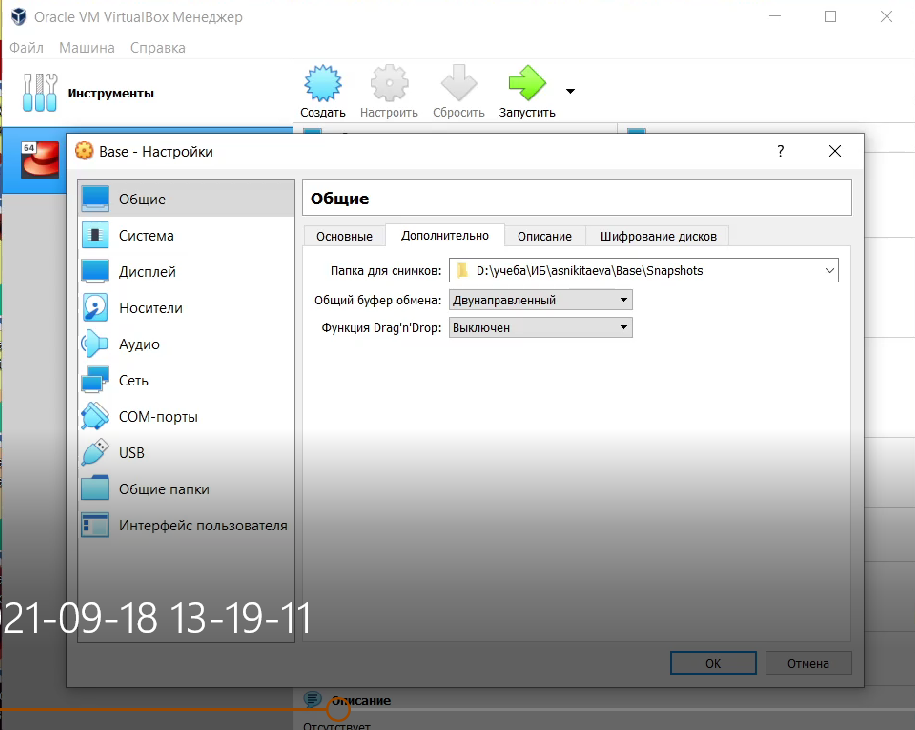 Oracle VM VirtualBox Менеджер
Файл Машина Справка
Инструменты
Создать Настроить Сбросить Запустить
64
Base - Настройки ?
Общие
Система
Дисплей
Носители
Аудио
Сеть
COM-порты
USB
Общие папки
Интерфейс пользователя
Общие
Основные Дополнительно Описание Шифрование дисков
Папка для снимков: D:\учеба\ИБ\asnikitaeva\Base\Snapshots
Общий буфер обмена: Двунаправленный
Функция Drag'n'Drop: Выключен
21-09-18 13-19-11
OK Отмена
Описание
Отсутствует